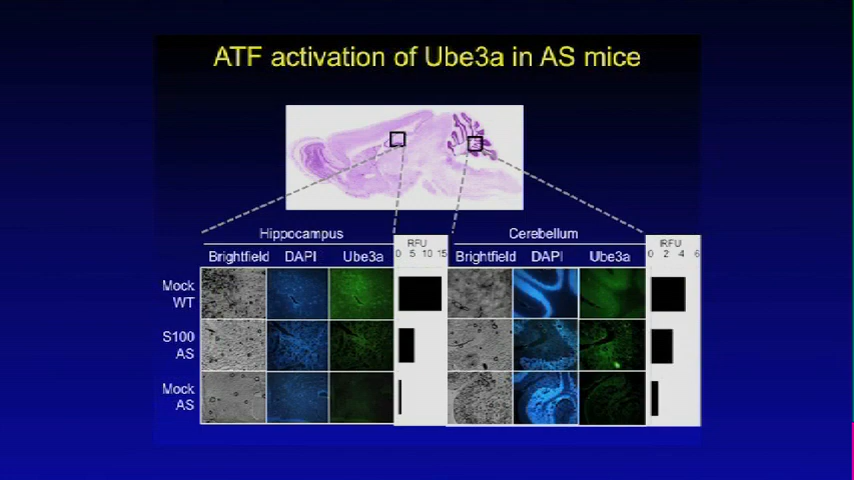 ATF activation of Ube3a in AS mice
Hippocampus
Cerebellum
Brightfield DAPI Ube3a
RFU
0 5 10 15
Brightfield DAPI Ube3a
RFU
0 2 4 6
Mock
WT
S100
AS
Mock
AS